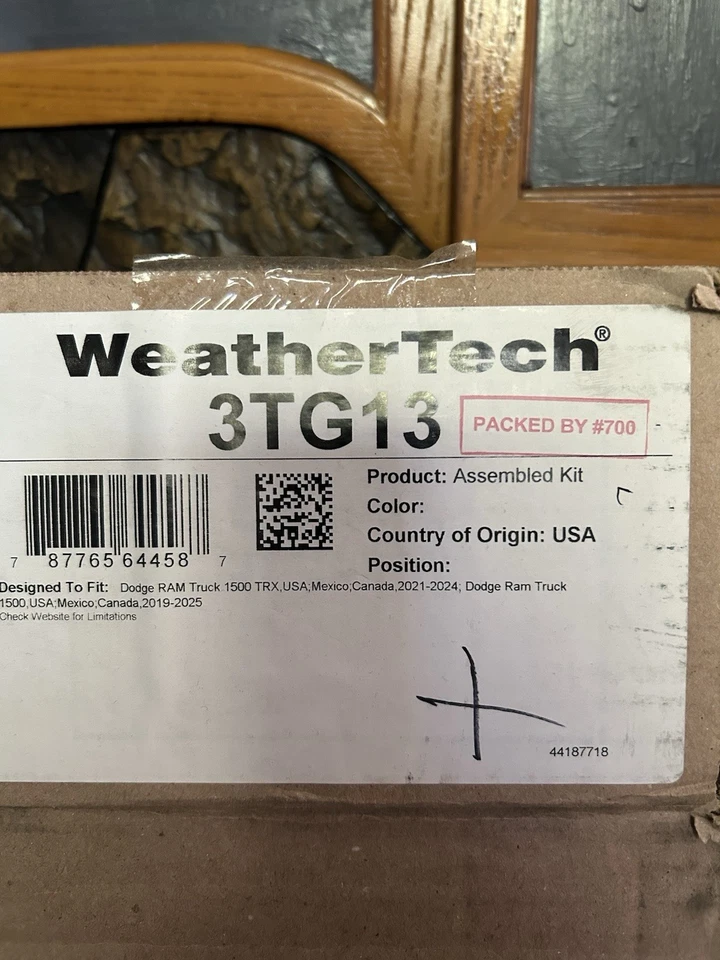 WeatherTech®
3TG13
PACKED BY #700
7 87765 64458 7
Product: Assembled Kit
Color:
Country of Origin: USA
Position:
Designed To Fit: Dodge RAM Truck 1500 TRX,USA;Mexico;Canada,2021-2024; Dodge Ram Truck
1500,USA;Mexico;Canada,2019-2025
Check Website for Limitations
44187718